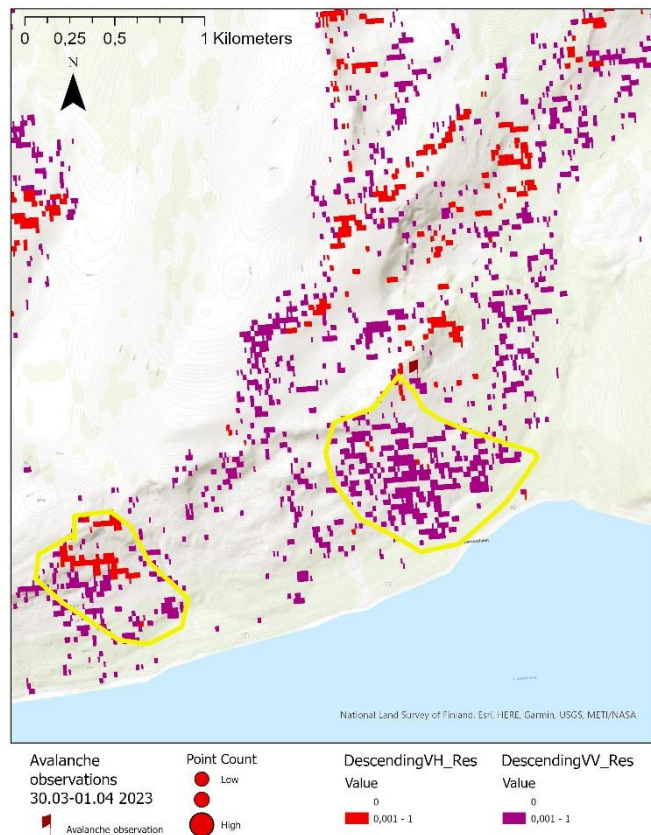 0 0,25 0,5 1 Kilometers
N
National Land Survey of Finland, Esri, HERE, Garmin, USGS, METI/NASA
Avalanche
observations
30.03-01.04 2023
Avalanche observation
Point Count
Low
High
DescendingVH_Res
Value
0
0,001 - 1
DescendingVV_Res
Value
0
0,001 - 1